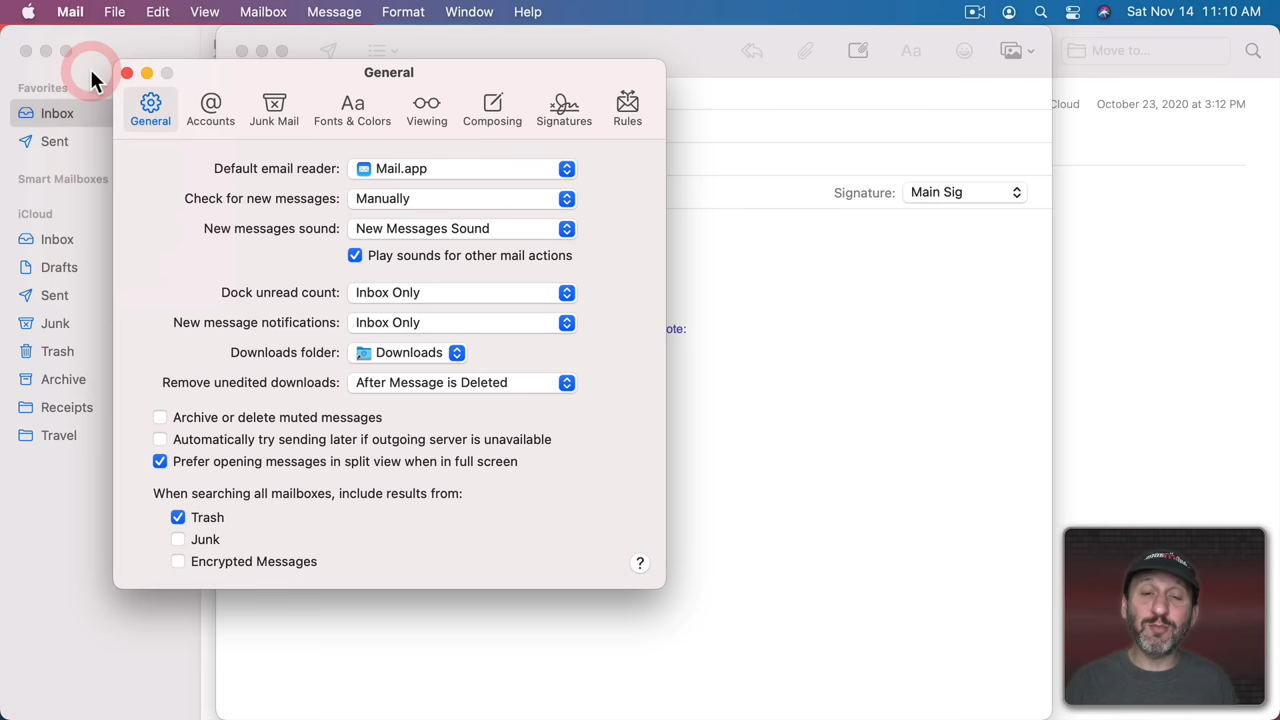 Mail File Edit View Mailbox Message Format Window Help Sat Nov 14 11:10 AM
Move to...
General
General Accounts Junk Mail Fonts & Colors Viewing Composing Signatures Rules
Favorites
Inbox
Sent
Smart Mailboxes
iCloud
Inbox
Drafts
Sent
Junk
Trash
Archive
Receipts
Travel
Default email reader: Mail.app
Check for new messages: Manually
New messages sound: New Messages Sound
Play sounds for other mail actions
Dock unread count: Inbox Only
New message notifications: Inbox Only
Downloads folder: Downloads
Remove unedited downloads: After Message is Deleted
Archive or delete muted messages
Automatically try sending later if outgoing server is unavailable
Prefer opening messages in split view when in full screen
When searching all mailboxes, include results from:
Trash
Junk
Encrypted Messages
?
Cloud October 23, 2020 at 3:12 PM
Signature: Main Sig
ote: